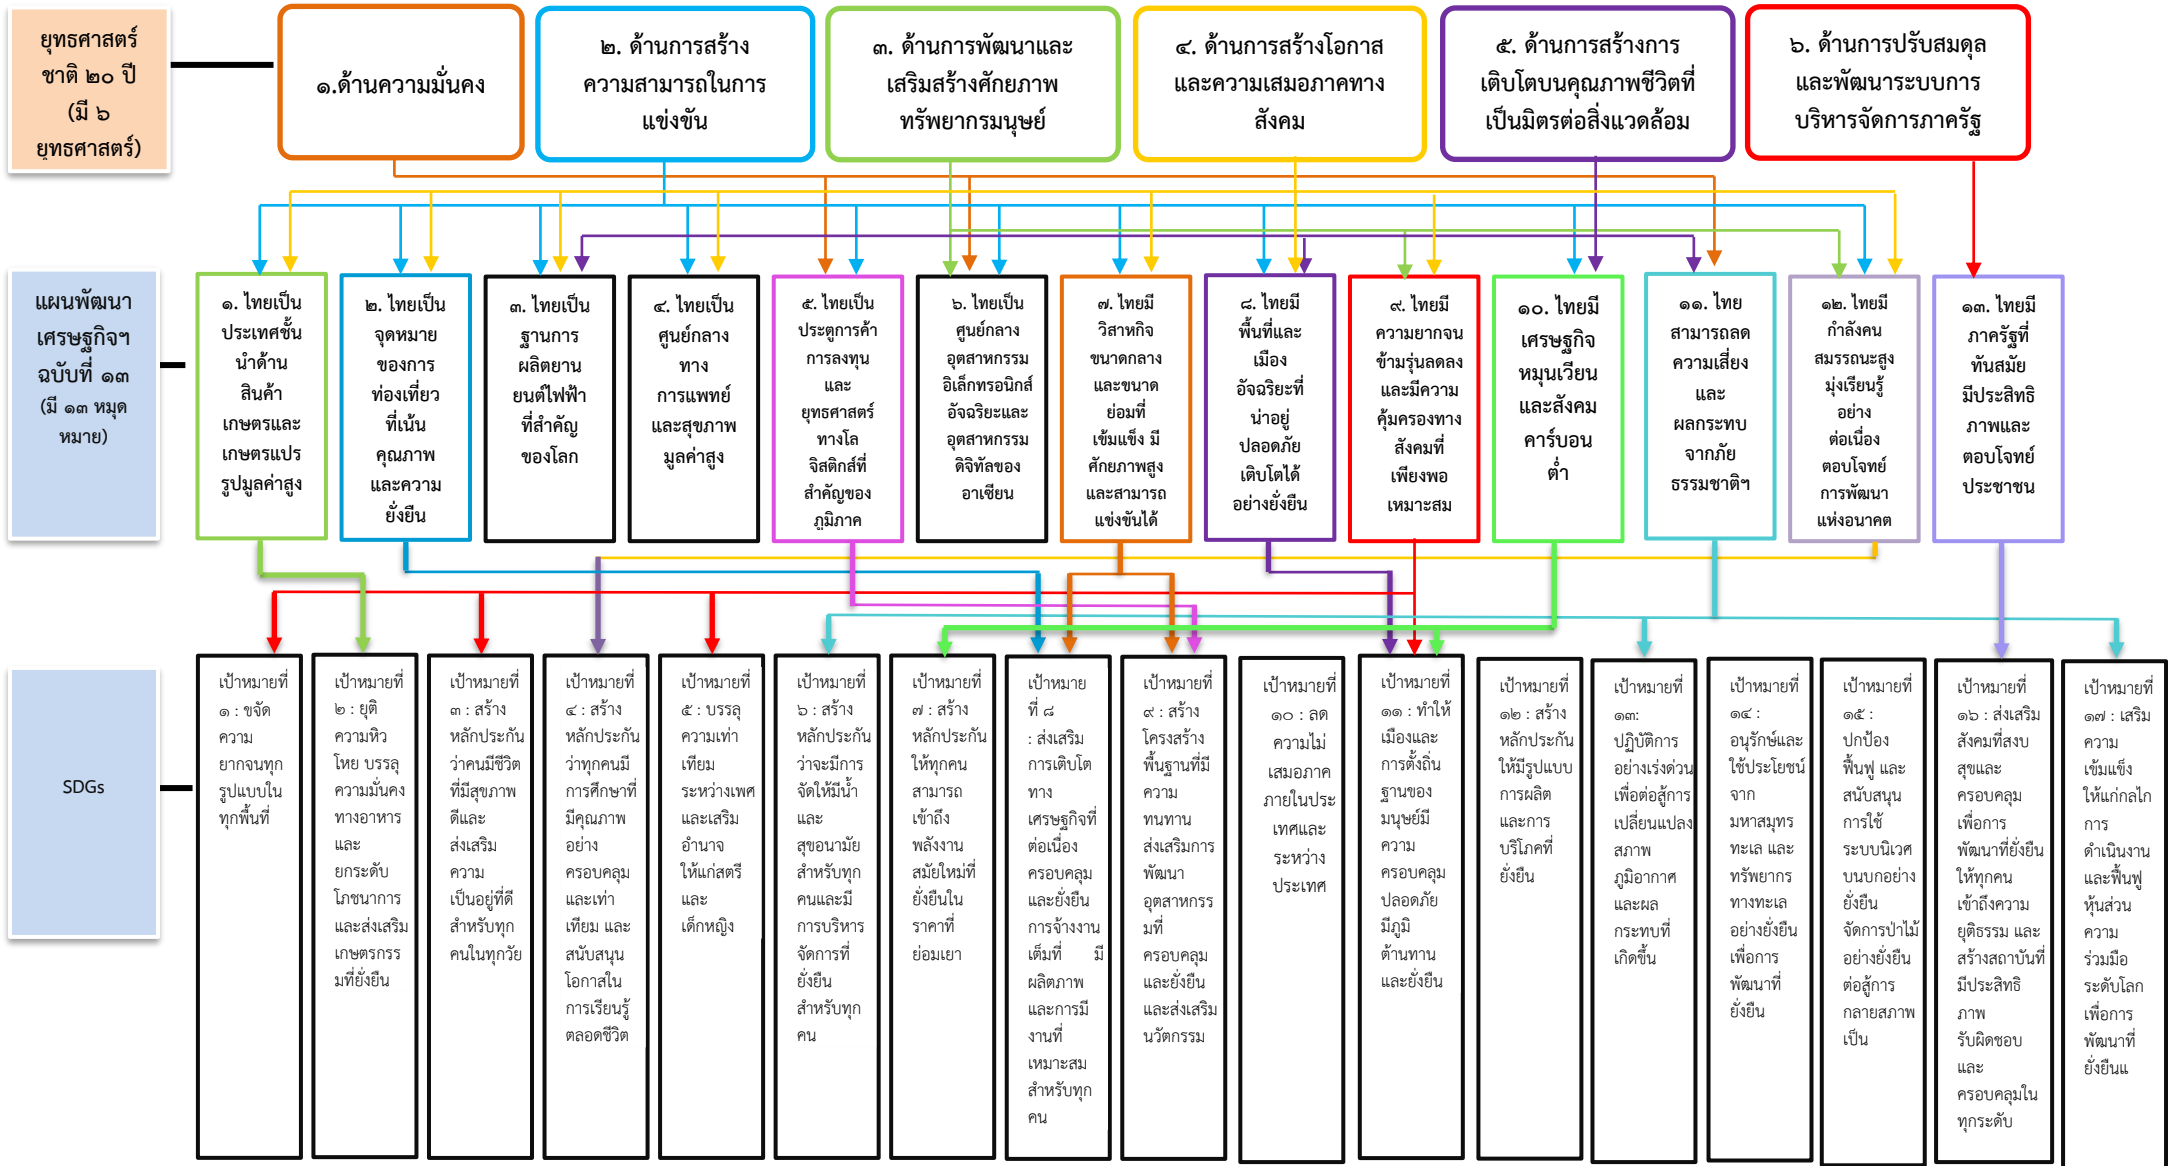 ยุทธศาสตร์
ชาติ ๒๐ ปี
(มี ๖
ยุทธศาสตร์)
๑.ด้านความมั่นคง
๒. ด้านการสร้าง
ความสามารถในการ
แข่งขัน
๓. ด้านการพัฒนาและ
เสริมสร้างศักยภาพ
ทรัพยากรมนุษย์
๔. ด้านการสร้างโอกาส
และความเสมอภาคทาง
สังคม
๕. ด้านการสร้างการ
เติบโตบนคุณภาพชีวิตที่
เป็นมิตรต่อสิ่งแวดล้อม
๖. ด้านการปรับสมดุล
และพัฒนาระบบการ
บริหารจัดการภาครัฐ
แผนพัฒนา
เศรษฐกิจฯ
ฉบับที่ ๑๓
(มี ๑๓ หมุด
หมาย)
๑. ไทยเป็น
ประเทศชั้น
นำด้าน
สินค้า
เกษตรและ
เกษตรแปร
รูปมูลค่าสูง
๒. ไทยเป็น
จุดหมาย
ของการ
ท่องเที่ยว
ที่เน้น
คุณภาพ
และความ
ยั่งยืน
๓. ไทยเป็น
ฐานการ
ผลิตยาน
ยนต์ไฟฟ้า
ที่สำคัญ
ของโลก
๔. ไทยเป็น
ศูนย์กลาง
ทาง
การแพทย์
และสุขภาพ
มูลค่าสูง
๕. ไทยเป็น
ประตูการค้า
การลงทุน
และ
ยุทธศาสตร์
ทางโล
จิสติกส์ที่
สำคัญของ
ภูมิภาค
๖. ไทยเป็น
ศูนย์กลาง
อุตสาหกรรม
อิเล็กทรอนิกส์
อัจฉริยะและ
อุตสาหกรรม
ดิจิทัลของ
อาเซียน
๗. ไทยมี
วิสาหกิจ
ขนาดกลาง
และขนาด
ย่อมที่
เข้มแข็ง มี
ศักยภาพสูง
และสามารถ
แข่งขันได้
๘. ไทยมี
พื้นที่และ
เมือง
อัจฉริยะที่
น่าอยู่
ปลอดภัย
เติบโตได้
อย่างยั่งยืน
๙. ไทยมี
ความยากจน
ข้ามรุ่นลดลง
และมีความ
คุ้มครองทาง
สังคมที่
เพียงพอ
เหมาะสม
๑๐. ไทยมี
เศรษฐกิจ
หมุนเวียน
และสังคม
คาร์บอน
ต่ำ
๑๑. ไทย
สามารถลด
ความเสี่ยง
และ
ผลกระทบ
จากภัย
ธรรมชาติฯ
๑๒. ไทยมี
กำลังคน
สมรรถนะสูง
มุ่งเรียนรู้
อย่าง
ต่อเนื่อง
ตอบโจทย์
การพัฒนา
แห่งอนาคต
๑๓. ไทยมี
ภาครัฐที่
ทันสมัย
มีประสิทธิ
ภาพและ
ตอบโจทย์
ประชาชน
SDGs
เป้าหมายที่
๑ : ขจัด
ความ
ยากจนทุก
รูปแบบใน
ทุกพื้นที่
เป้าหมายที่
๒ : ยุติ
ความหิว
โหย บรรลุ
ความมั่นคง
ทางอาหาร
และ
ยกระดับ
โภชนาการ
และส่งเสริม
เกษตรกรร
มที่ยั่งยืน
เป้าหมายที่
๓ : สร้าง
หลักประกัน
ว่าคนมีชีวิต
ที่มีสุขภาพ
ดีและ
ส่งเสริม
ความ
เป็นอยู่ที่ดี
สำหรับทุก
คนในทุกวัย
เป้าหมายที่
๔ : สร้าง
หลักประกัน
ว่าทุกคนมี
การศึกษาที่
มีคุณภาพ
อย่าง
ครอบคลุม
และเท่า
เทียม และ
สนับสนุน
โอกาสใน
การเรียนรู้
ตลอดชีวิต
เป้าหมายที่
๕ : บรรลุ
ความเท่า
เทียม
ระหว่างเพศ
และเสริม
อำนาจ
ให้แก่สตรี
และ
เด็กหญิง
เป้าหมายที่
๖ : สร้าง
หลักประกัน
ว่าจะมีการ
จัดให้มีน้ำ
และ
สุขอนามัย
สำหรับทุก
คนและมี
การบริหาร
จัดการที่
ยั่งยืน
สำหรับทุก
คน
เป้าหมายที่
๗ : สร้าง
หลักประกัน
ให้ทุกคน
สามารถ
เข้าถึง
พลังงาน
สมัยใหม่ที่
ยั่งยืนใน
ราคาที่
ย่อมเยา
เป้าหมาย
ที่ ๘
: ส่งเสริม
การเติบโต
ทาง
เศรษฐกิจที่
ต่อเนื่อง
ครอบคลุม
และยั่งยืน
การจ้างงาน
เต็มที่ มี
ผลิตภาพ
และการมี
งานที่
เหมาะสม
สำหรับทุก
คน
เป้าหมายที่
๙ : สร้าง
โครงสร้าง
พื้นฐานที่มี
ความ
ทนทาน
ส่งเสริมการ
พัฒนา
อุตสาหกรร
มที่
ครอบคลุม
และยั่งยืน
และส่งเสริม
นวัตกรรม
เป้าหมายที่
๑๐ : ลด
ความไม่
เสมอภาค
ภายในประ
เทศและ
ระหว่าง
ประเทศ
เป้าหมายที่
๑๑ : ทำให้
เมืองและ
การตั้งถิ่น
ฐานของ
มนุษย์มี
ความ
ครอบคลุม
ปลอดภัย
มีภูมิ
ต้านทาน
และยั่งยืน
เป้าหมายที่
๑๒ : สร้าง
หลักประกัน
ให้มีรูปแบบ
การผลิต
และการ
บริโภคที่
ยั่งยืน
เป้าหมายที่
๑๓:
ปฏิบัติการ
อย่างเร่งด่วน
เพื่อต่อสู้การ
เปลี่ยนแปลง
สภาพ
ภูมิอากาศ
และผล
กระทบที่
เกิดขึ้น
เป้าหมายที่
๑๔ :
อนุรักษ์และ
ใช้ประโยชน์
จาก
มหาสมุทร
ทะเล และ
ทรัพยากร
ทางทะเล
อย่างยั่งยืน
เพื่อการ
พัฒนาที่
ยั่งยืน
เป้าหมายที่
๑๕ :
ปกป้อง
ฟื้นฟู และ
สนับสนุน
การใช้
ระบบนิเวศ
บนบกอย่าง
ยั่งยืน
จัดการป่าไม้
อย่างยั่งยืน
ต่อสู้การ
กลายสภาพ
เป็น
เป้าหมายที่
๑๖ : ส่งเสริม
สังคมที่สงบ
สุขและ
ครอบคลุม
เพื่อการ
พัฒนาที่ยั่งยืน
ให้ทุกคน
เข้าถึงความ
ยุติธรรม และ
สร้างสถาบันที่
มีประสิทธิ
ภาพ
รับผิดชอบ
และ
ครอบคลุมใน
ทุกระดับ
เป้าหมายที่
๑๗ : เสริม
ความ
เข้มแข็ง
ให้แก่กลไก
การ
ดำเนินงาน
และฟื้นฟู
หุ้นส่วน
ความ
ร่วมมือ
ระดับโลก
เพื่อการ
พัฒนาที่
ยั่งยืนแ